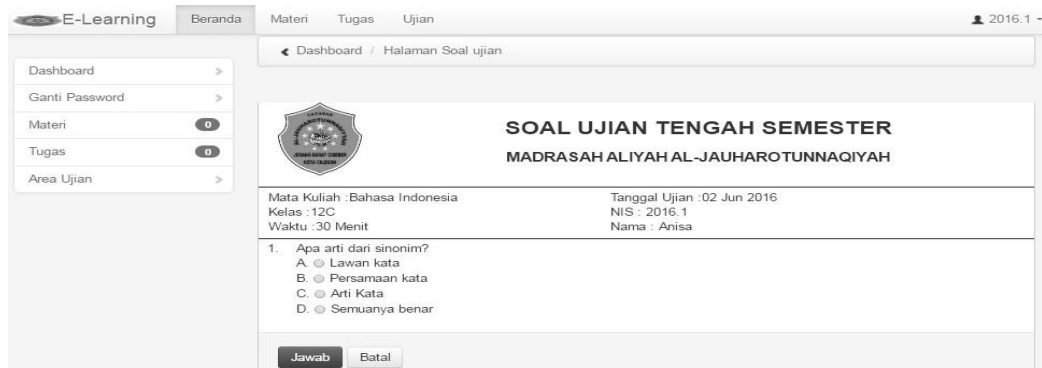 E-Learning Beranda Materi Tugas Ujian 2016.1
Dashboard / Halaman Soal ujian
Dashboard
Ganti Password
Materi 0
Tugas 0
Area Ujian
SOAL UJIAN TENGAH SEMESTER
MADRASAH ALIYAH AL-JAUHAROTUNNAQIYAH
Mata Kuliah :Bahasa Indonesia Tanggal Ujian :02 Jun 2016
Kelas :12C NIS : 2016.1
Waktu :30 Menit Nama : Anisa
1. Apa arti dari sinonim?
A. Lawan kata
B. Persamaan kata
C. Arti Kata
D. Semuanya benar
Jawab Batal